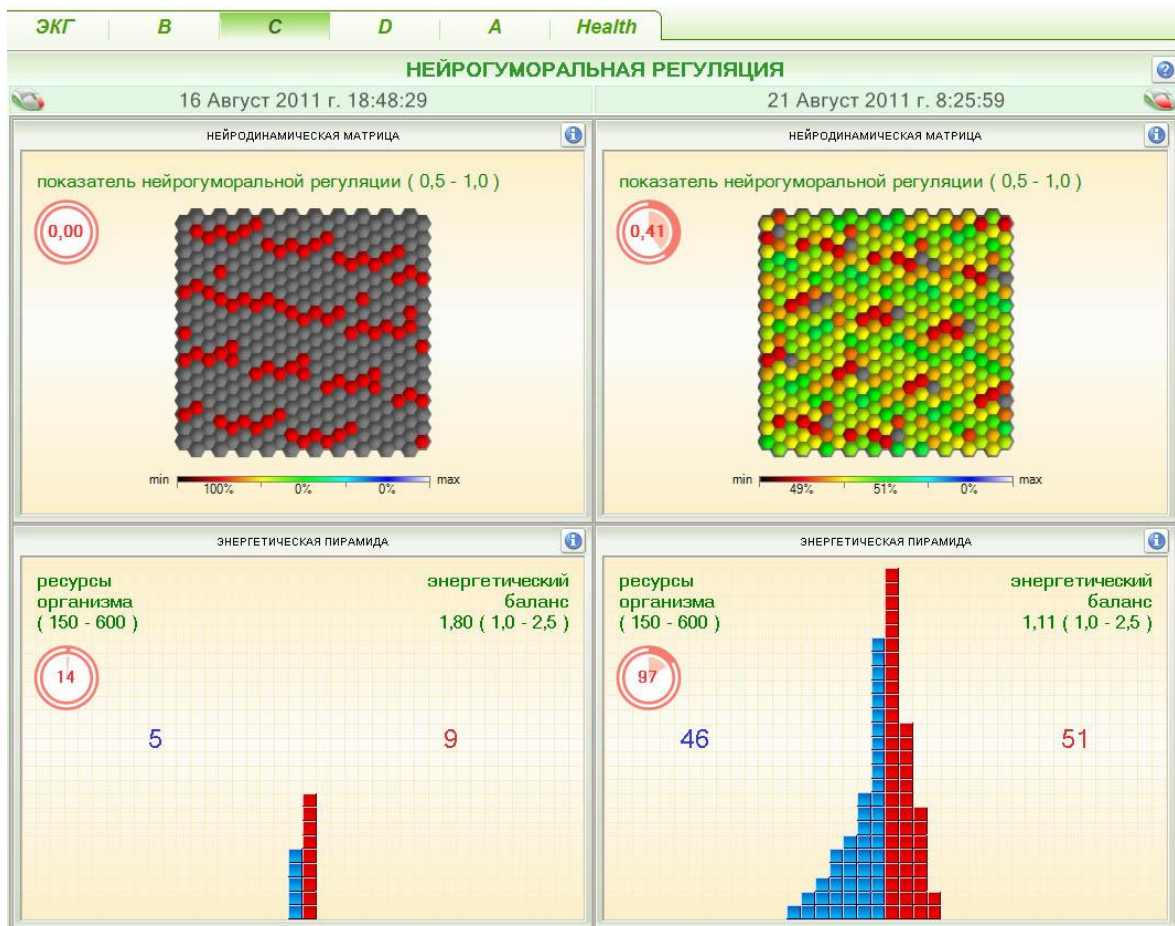 ЭКГ B C D A Health
НЕЙРОГУМОРАЛЬНАЯ РЕГУЛЯЦИЯ
16 Август 2011 г. 18:48:29
21 Август 2011 г. 8:25:59
НЕЙРОДИНАМИЧЕСКАЯ МАТРИЦА
показатель нейрогуморальной регуляции ( 0,5 - 1,0 )
0,00
min max
100% 0% 0%
НЕЙРОДИНАМИЧЕСКАЯ МАТРИЦА
показатель нейрогуморальной регуляции ( 0,5 - 1,0 )
0,41
min max
49% 51% 0%
ЭНЕРГЕТИЧЕСКАЯ ПИРАМИДА
ресурсы
организма
( 150 - 600 )
энергетический
баланс
1,80 ( 1,0 - 2,5 )
14
5
9
ЭНЕРГЕТИЧЕСКАЯ ПИРАМИДА
ресурсы
организма
( 150 - 600 )
энергетический
баланс
1,11 ( 1,0 - 2,5 )
97
46
51